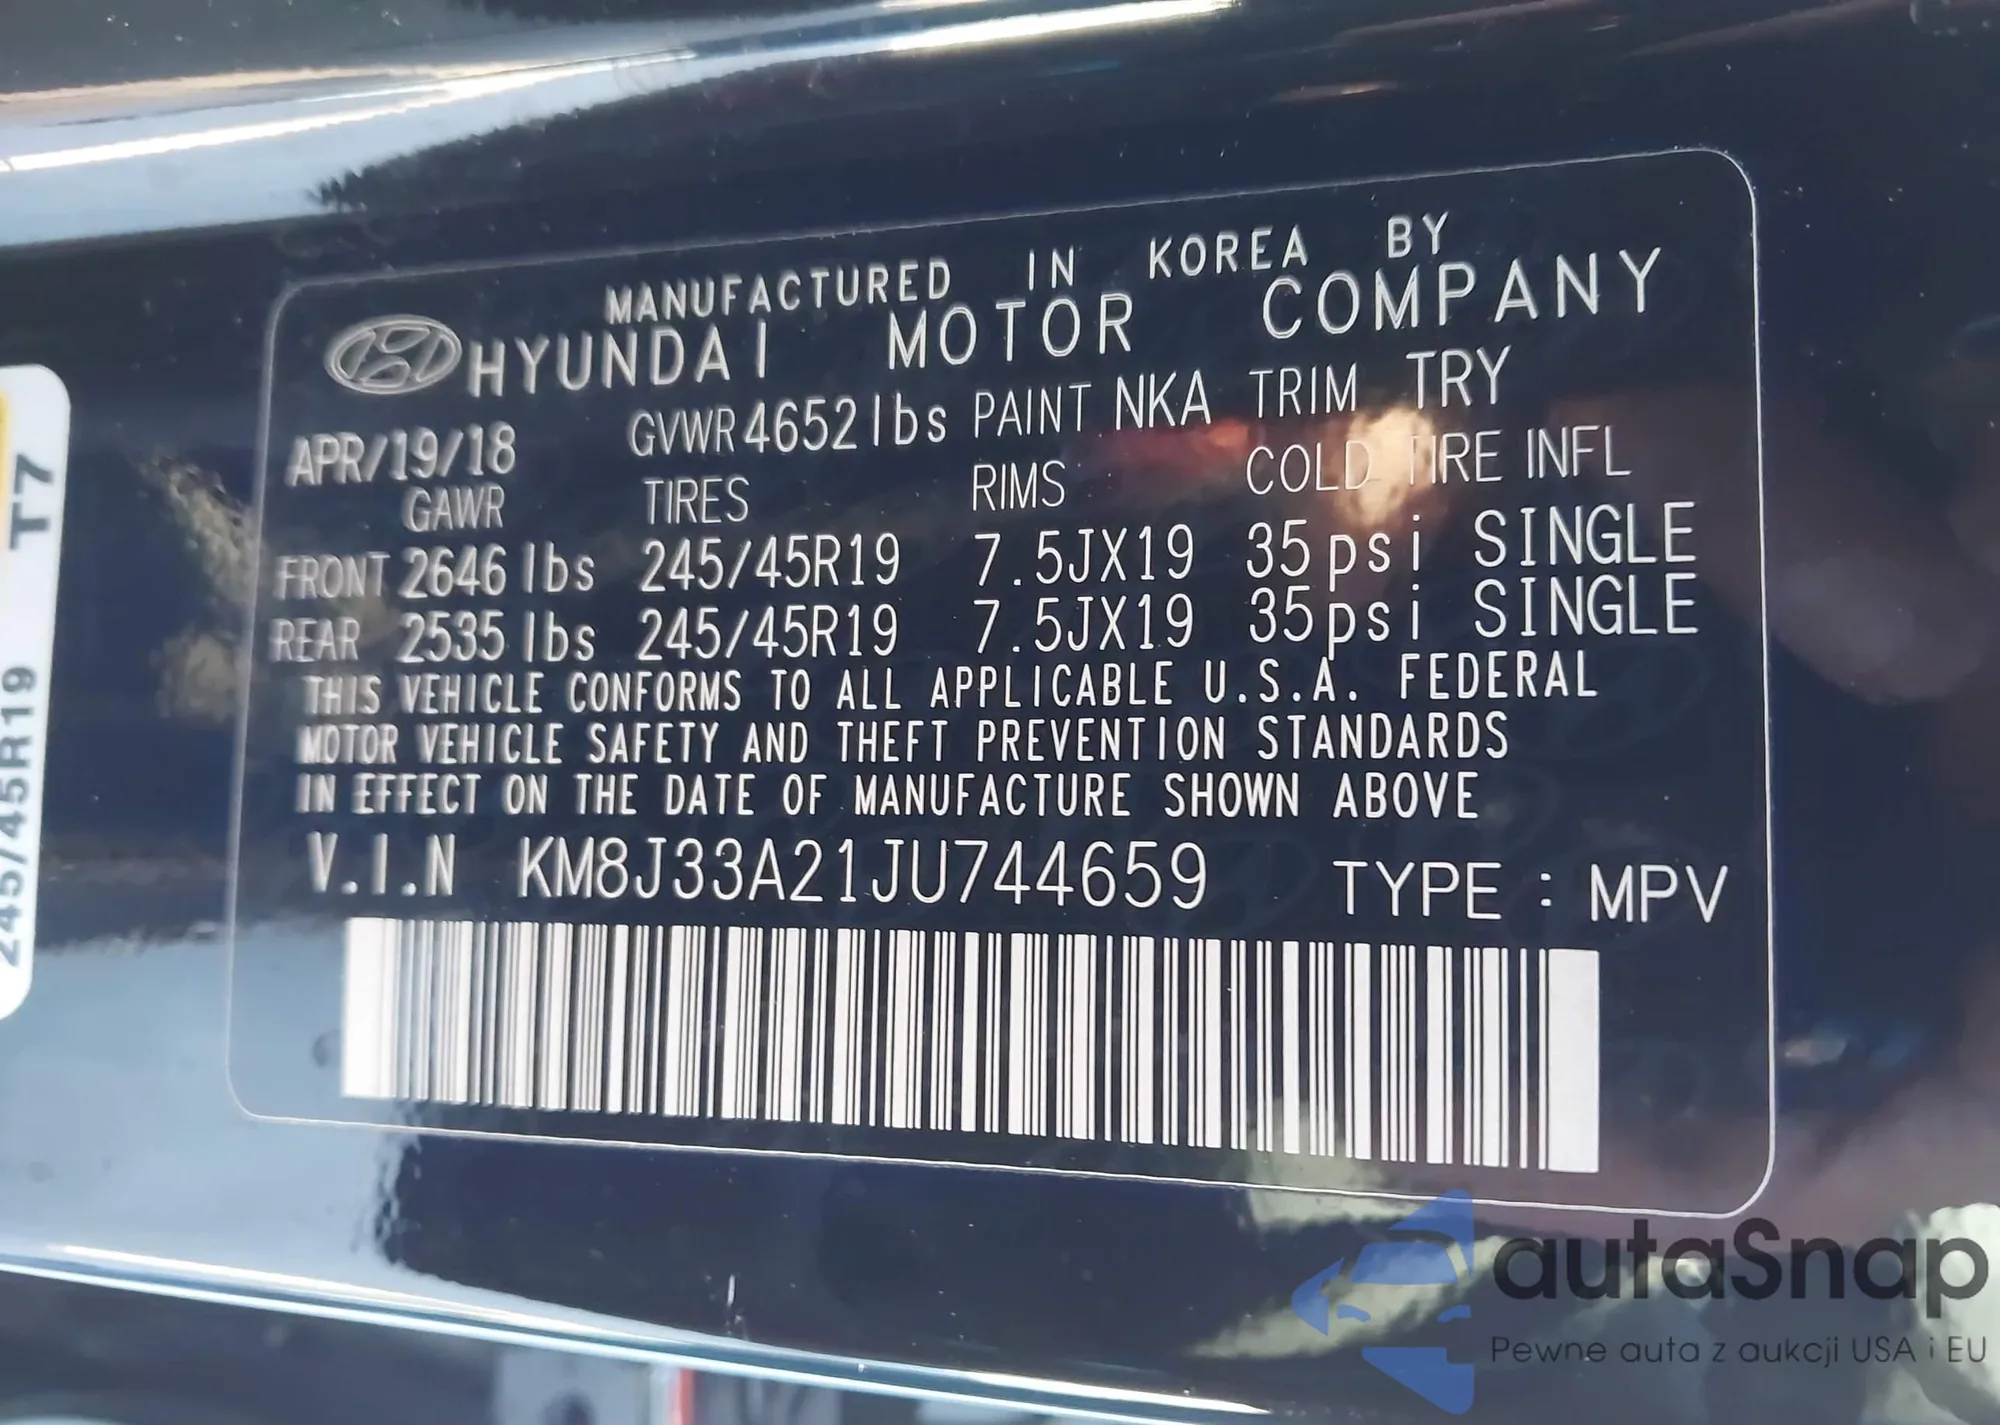 MANUFACTURED IN KOREA BY
HYUNDAI MOTOR COMPANY
APR/19/18 GVWR 4652lbs PAINT NKA TRIM TRY
GAWR TIRES RIMS COLD TIRE INFL
FRONT 2646 lbs 245/45R19 7.5JX19 35psi SINGLE
REAR 2535 lbs 245/45R19 7.5JX19 35psi SINGLE
THIS VEHICLE CONFORMS TO ALL APPLICABLE U.S.A. FEDERAL
MOTOR VEHICLE SAFETY AND THEFT PREVENTION STANDARDS
IN EFFECT ON THE DATE OF MANUFACTURE SHOWN ABOVE
V.I.N KM8J33A21JU744659 TYPE : MPV
245/45R19 T7
autaSnap
Pewne auta z aukcji USA i EU